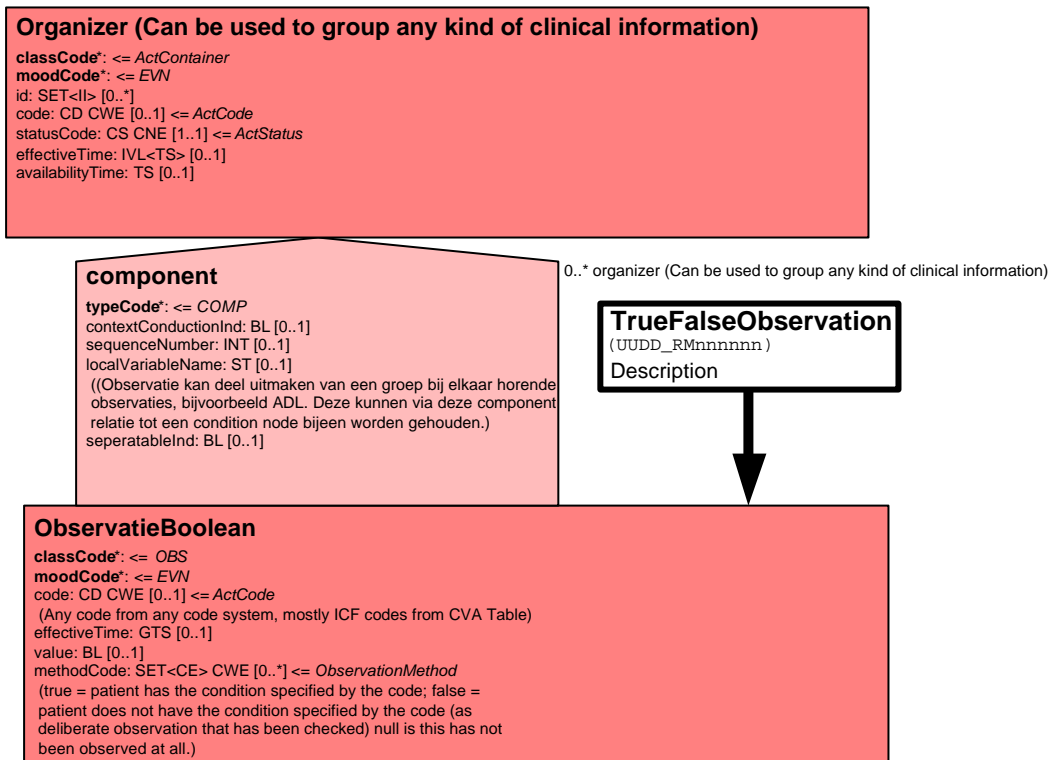 Organizer (Can be used to group any kind of clinical information)
classCode*: <= ActContainer
moodCode*: <= EVN
id: SET<II> [0..*]
code: CD CWE [0..1] <= ActCode
statusCode: CS CNE [1..1] <= ActStatus
effectiveTime: IVL<TS> [0..1]
availabilityTime: TS [0..1]
component
typeCode*: <= COMP
contextConductionInd: BL [0..1]
sequenceNumber: INT [0..1]
localVariableName: ST [0..1]
((Observatie kan deel uitmaken van een groep bij elkaar horende
observaties, bijvoorbeeld ADL. Deze kunnen via deze component
relatie tot een condition node bijeen worden gehouden.)
seperatableInd: BL [0..1]
0..* organizer (Can be used to group any kind of clinical information)
TrueFalseObservation
(UUDD_RMnnnnnn)
Description
ObservatieBoolean
classCode*: <= OBS
moodCode*: <= EVN
code: CD CWE [0..1] <= ActCode
(Any code from any code system, mostly ICF codes from CVA Table)
effectiveTime: GTS [0..1]
value: BL [0..1]
methodCode: SET<CE> CWE [0..*] <= ObservationMethod
(true = patient has the condition specified by the code; false =
patient does not have the condition specified by the code (as
deliberate observation that has been checked) null is this has not
been observed at all.)